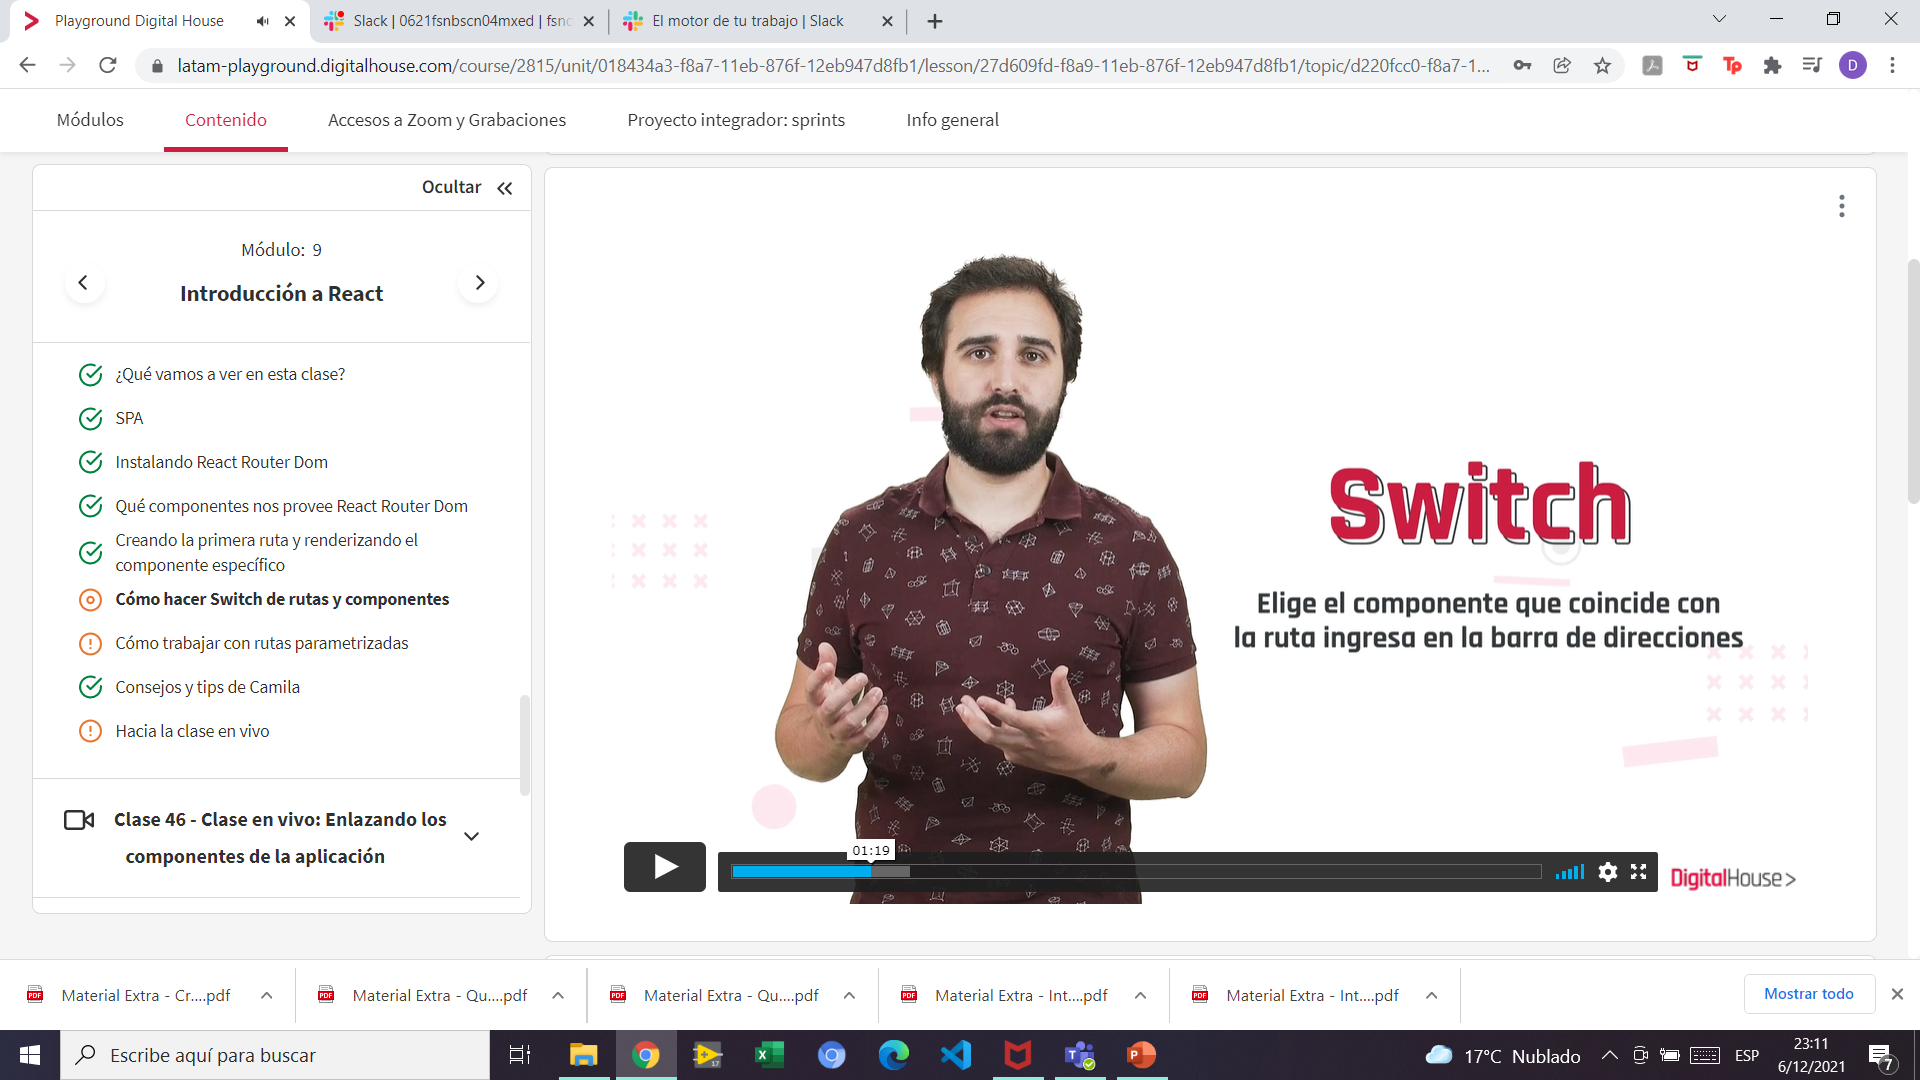 Playground Digital House
Slack | 0621fsnbscn04mxed | fsnc
El motor de tu trabajo | Slack
latam-playground.digitalhouse.com/course/2815/unit/018434a3-f8a7-11eb-876f-12eb947d8fb1/lesson/27d609fd-f8a9-11eb-876f-12eb947d8fb1/topic/d220fcc0-f8a7-1...
Tp
D
Módulos
Contenido
Accesos a Zoom y Grabaciones
Proyecto integrador: sprints
Info general
Ocultar
Módulo: 9
Introducción a React
¿Qué vamos a ver en esta clase?
SPA
Instalando React Router Dom
Qué componentes nos provee React Router Dom
Creando la primera ruta y renderizando el
componente específico
Cómo hacer Switch de rutas y componentes
Cómo trabajar con rutas parametrizadas
Consejos y tips de Camila
Hacia la clase en vivo
Clase 46 - Clase en vivo: Enlazando los
componentes de la aplicación
Switch
Elige el componente que coincide con
la ruta ingresa en la barra de direcciones
01:19
DigitalHouse>
PDF
Material Extra - Cr....pdf
PDF
Material Extra - Qu....pdf
PDF
Material Extra - Qu....pdf
PDF
Material Extra - Int....pdf
PDF
Material Extra - Int....pdf
Mostrar todo
Escribe aquí para buscar
17°C Nublado
ESP
23:11
6/12/2021
7